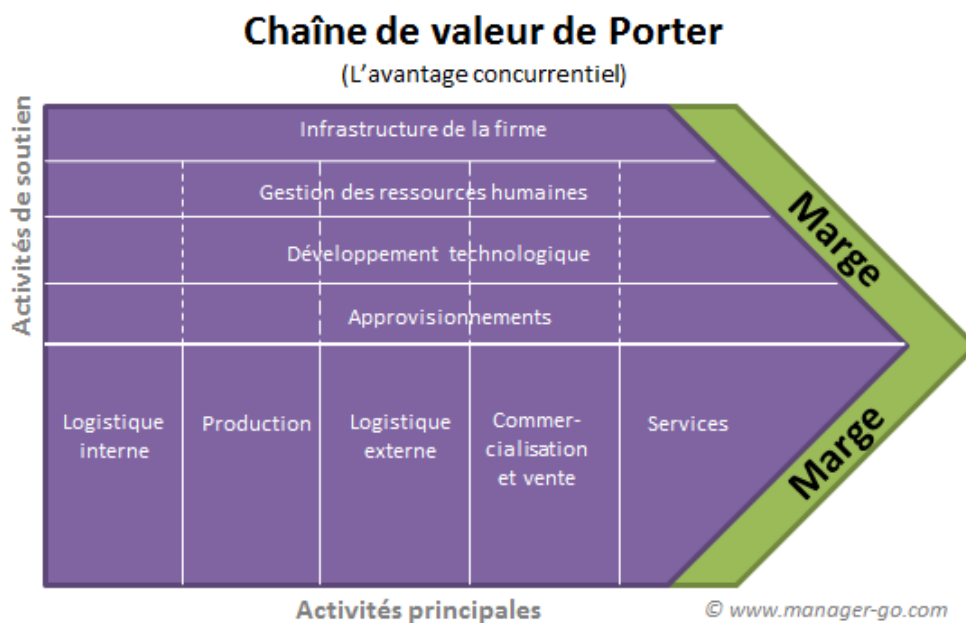 Chaîne de valeur de Porter
(L'avantage concurrentiel)
Activités de soutien
Infrastructure de la firme
Gestion des ressources humaines
Développement technologique
Approvisionnements
Logistique
interne
Production
Logistique
externe
Commer-
cialisation
et vente
Services
Marge
Marge
Activités principales
© www.manager-go.com